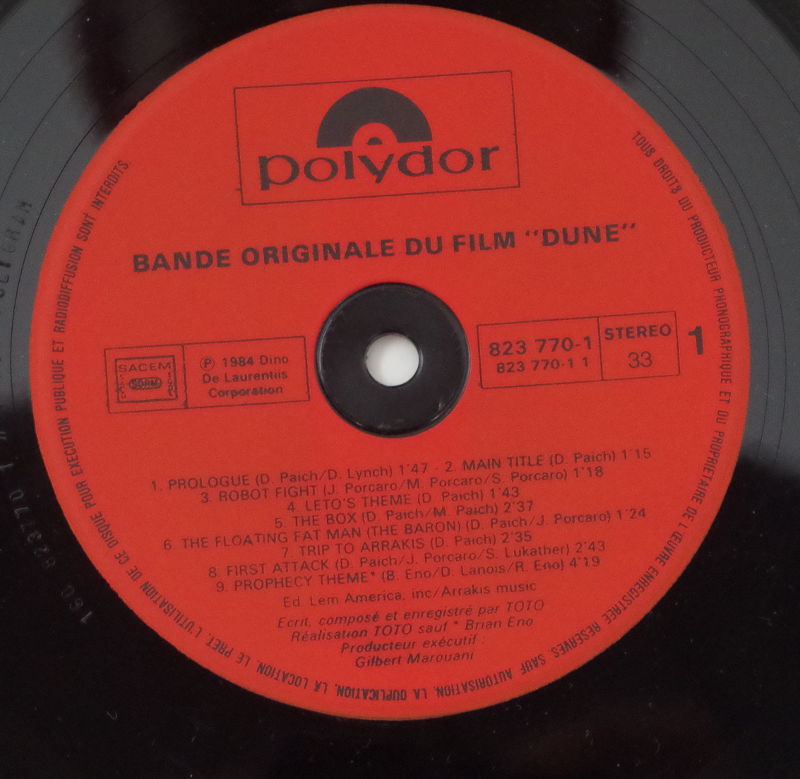 polydor
BANDE ORIGINALE DU FILM "DUNE"
SACEM
SDRM
℗ 1984 Dino
De Laurentiis
Corporation
823 770-1
823 770-1 1
STEREO
33
1
1. PROLOGUE (D. Paich/D. Lynch) 1'47 - 2. MAIN TITLE (D. Paich) 1'15
3. ROBOT FIGHT (J. Porcaro/M. Porcaro/S. Porcaro) 1'18
4. LETO'S THEME (D. Paich) 1'43
5. THE BOX (D. Paich/M. Paich) 2'37
6. THE FLOATING FAT MAN (THE BARON) (D. Paich/J. Porcaro) 1'24
7. TRIP TO ARRAKIS (D. Paich) 2'35
8. FIRST ATTACK (D. Paich/J. Porcaro/S. Lukather) 2'43
9. PROPHECY THEME* (B. Eno/D. Lanois/R. Eno) 4'19
Ed. Lem America, inc/Arrakis music
Ecrit, composé et enregistré par TOTO
Réalisation TOTO sauf * Brian Eno
Producteur exécutif :
Gilbert Marouani
TOUS DROITS DU PRODUCTEUR PHONOGRAPHIQUE ET DU PROPRIETAIRE DE L'ŒUVRE ENREGISTREE RESERVES. SAUF AUTORISATION, LA DUPLICATION, LA LOCATION, LE PRET, L'UTILISATION DE CE DISQUE POUR EXECUTION PUBLIQUE ET RADIODIFFUSION SONT INTERDITS.